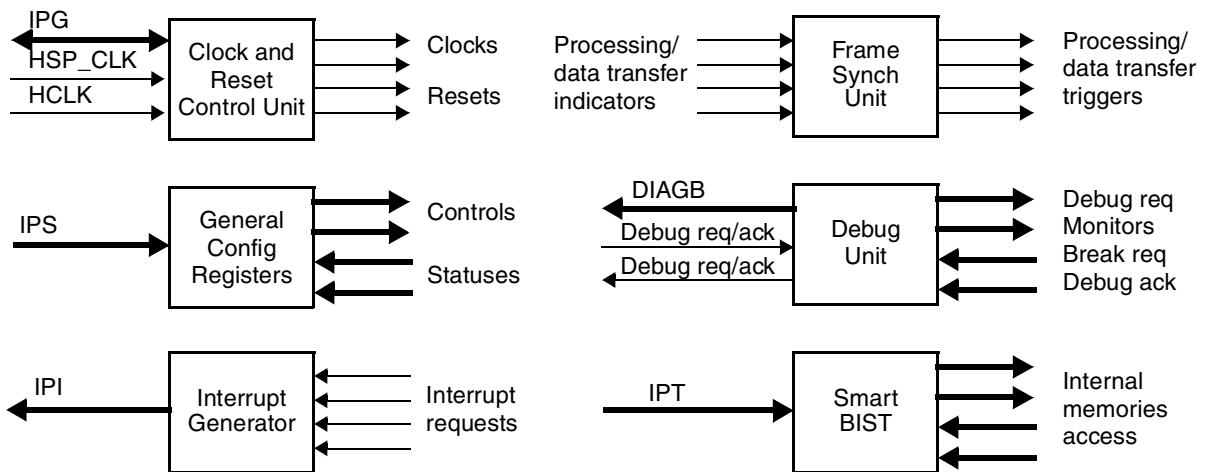 IPG
HSP_CLK
HCLK
Clock and
Reset
Control Unit
Clocks
Resets
Processing/
data transfer
indicators
Frame
Synch
Unit
Processing/
data transfer
triggers
IPS
General
Config
Registers
Controls
Statuses
DIAGB
Debug req/ack
Debug req/ack
Debug
Unit
Debug req
Monitors
Break req
Debug ack
IPI
Interrupt
Generator
Interrupt
requests
IPT
Smart
BIST
Internal
memories
access